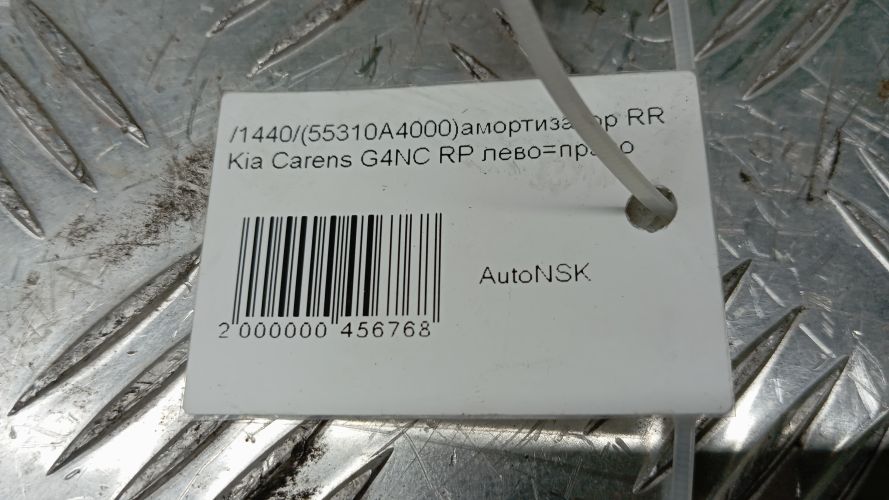 /1440/(55310A4000)амортизатор RR
Kia Carens G4NC RP лево=право
AutoNSK
2 000000 456768